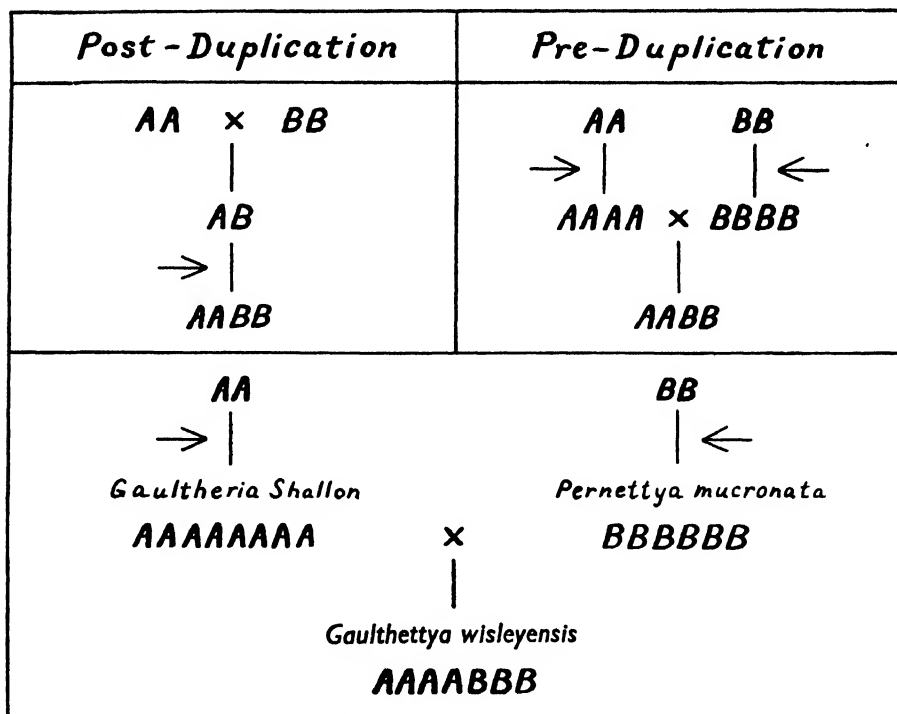 Post-Duplication
AA × BB
AB
AABB
Pre-Duplication
AA BB
AAAA × BBBB
AABB
AA BB
Gaultheria Shallon Pernettya mucronata
AAAAAAAA × BBBBBB
Gaulthettya wisleyensis
AAAABBB